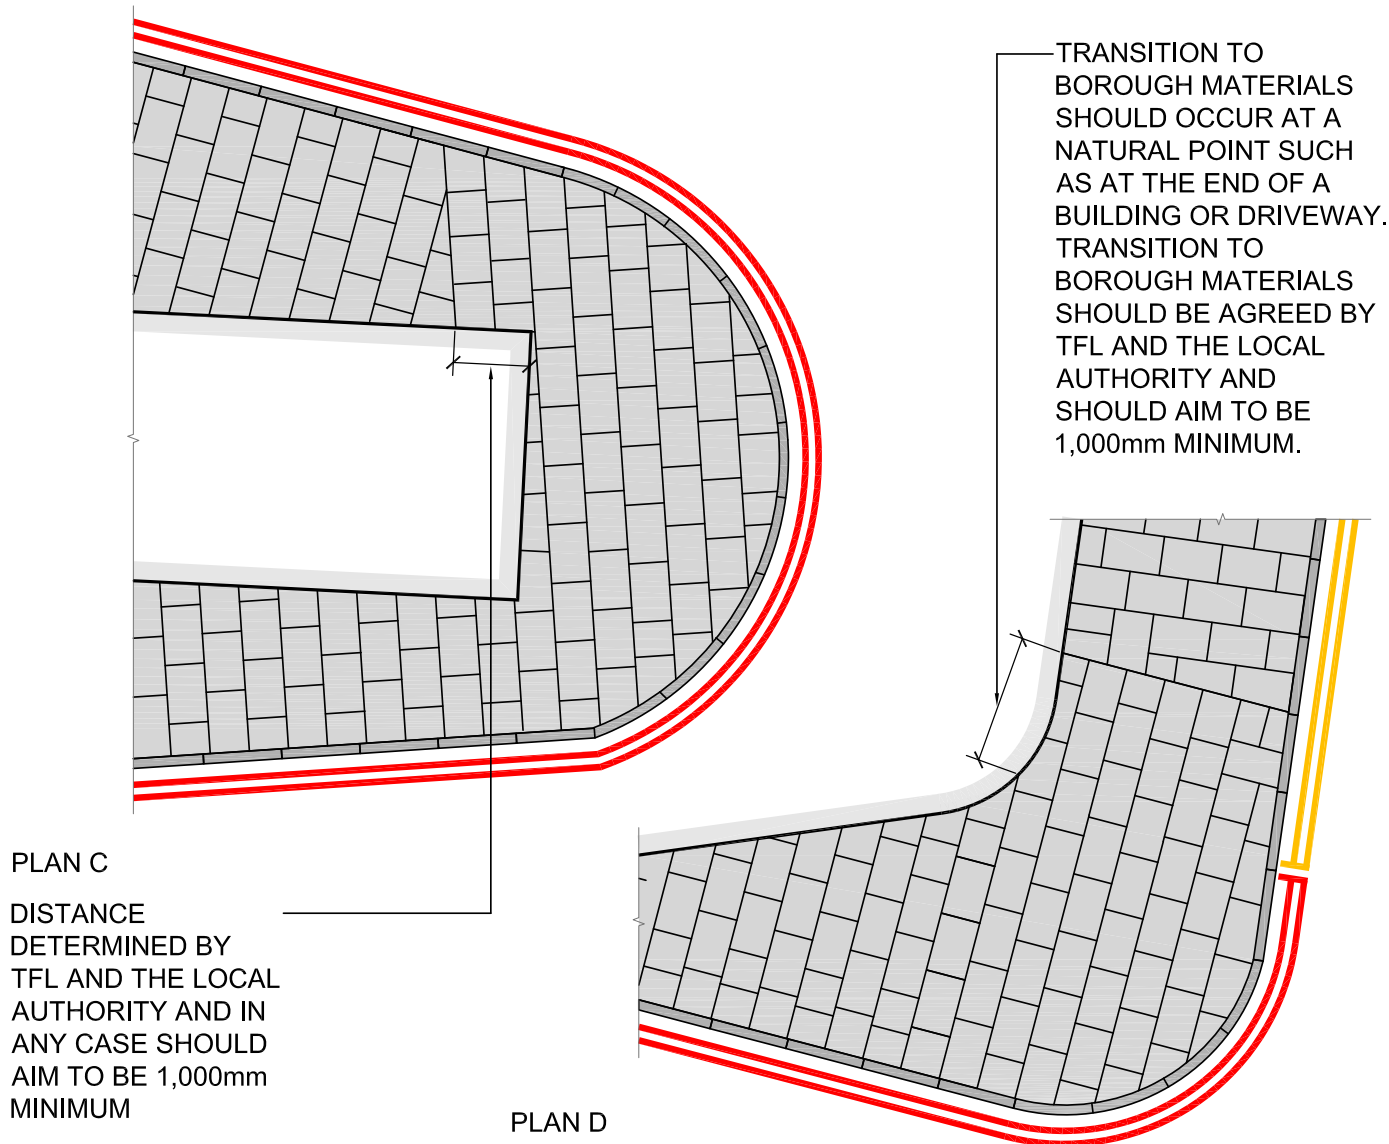 TRANSITION TO
BOROUGH MATERIALS
SHOULD OCCUR AT A
NATURAL POINT SUCH
AS AT THE END OF A
BUILDING OR DRIVEWAY.
TRANSITION TO
BOROUGH MATERIALS
SHOULD BE AGREED BY
TFL AND THE LOCAL
AUTHORITY AND
SHOULD AIM TO BE
1,000mm MINIMUM.
PLAN C
DISTANCE
DETERMINED BY
TFL AND THE LOCAL
AUTHORITY AND IN
ANY CASE SHOULD
AIM TO BE 1,000mm
MINIMUM
PLAN D